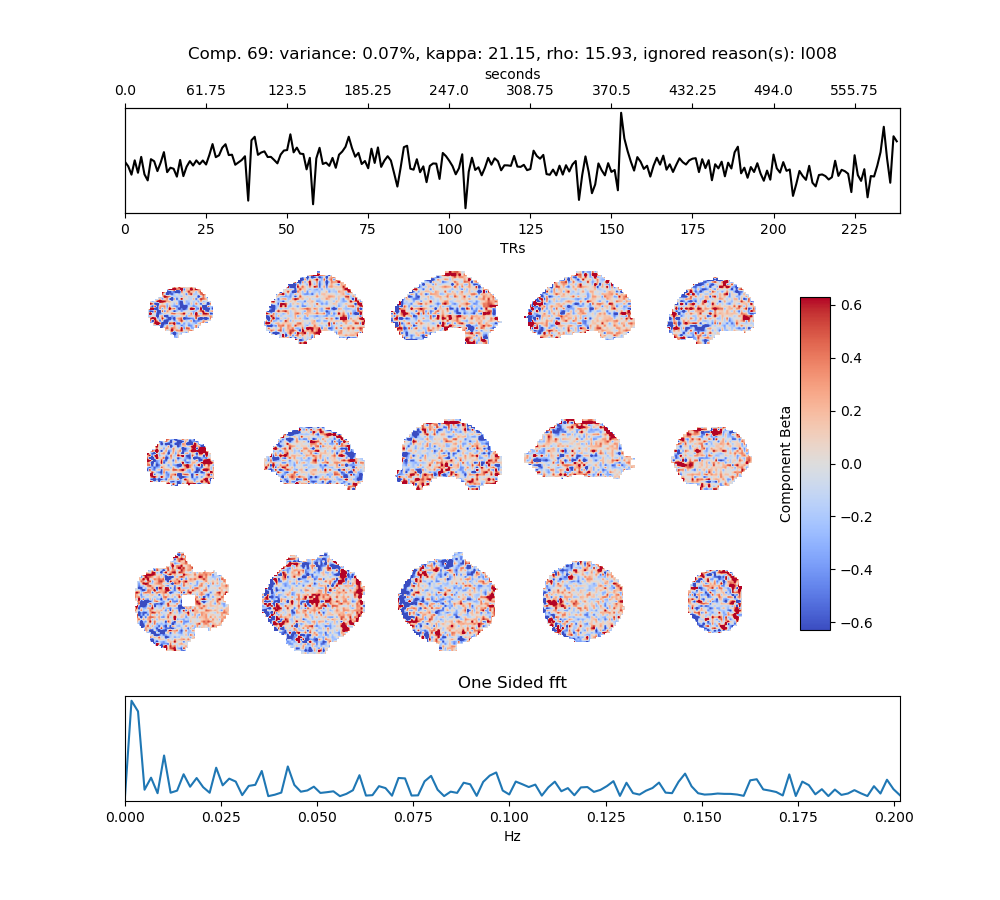 Comp. 69: variance: 0.07%, kappa: 21.15, rho: 15.93, ignored reason(s): I008
seconds
0.0 61.75 123.5 185.25 247.0 308.75 370.5 432.25 494.0 555.75
0 25 50 75 100 125 150 175 200 225
TRs
0.6
0.4
0.2
0.0
−0.2
−0.4
−0.6
Component Beta
One Sided fft
0.000 0.025 0.050 0.075 0.100 0.125 0.150 0.175 0.200
Hz